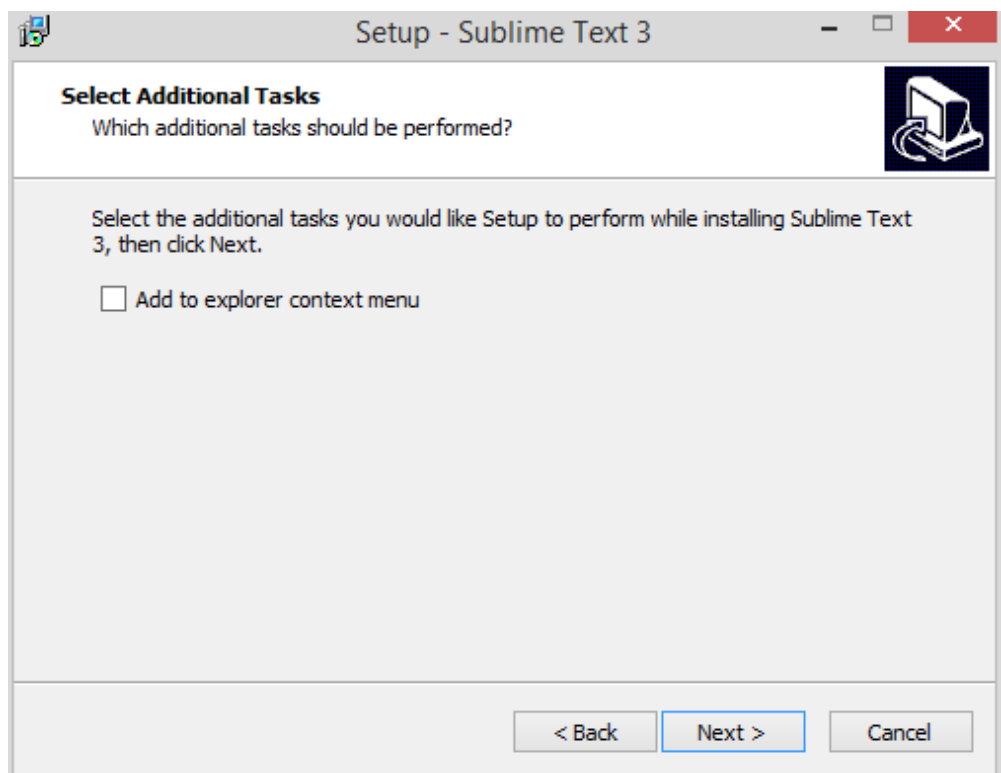 Setup - Sublime Text 3
Select Additional Tasks
Which additional tasks should be performed?
Select the additional tasks you would like Setup to perform while installing Sublime Text
3, then click Next.
Add to explorer context menu
< Back Next > Cancel